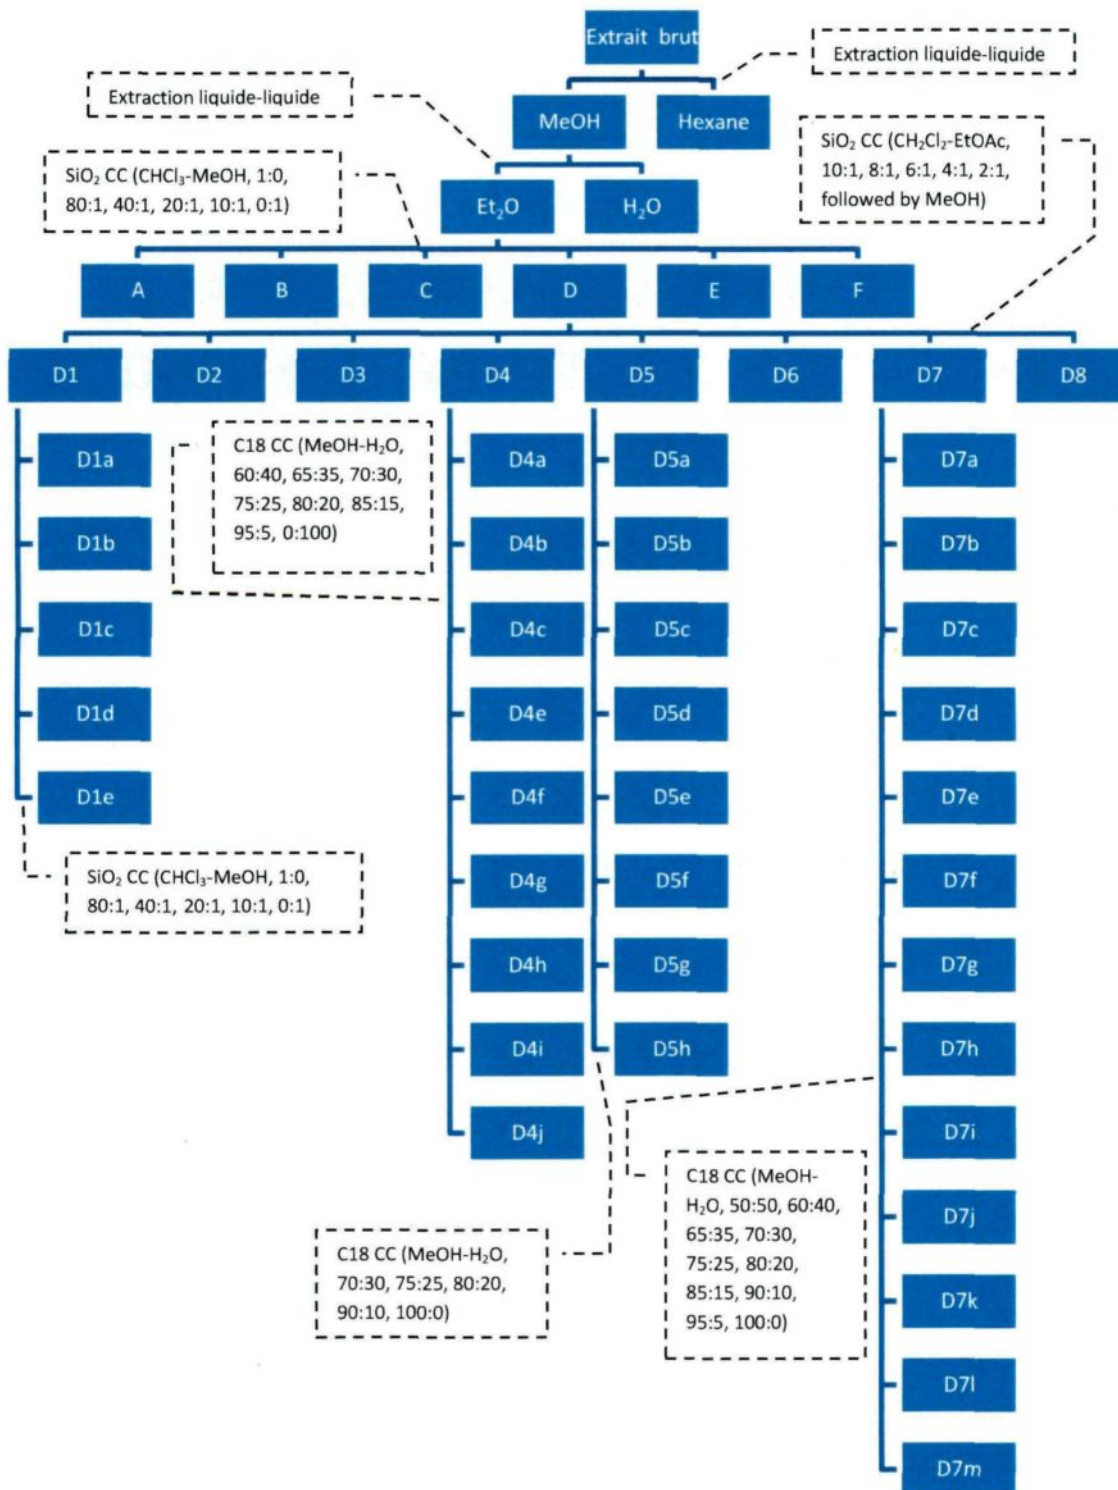 Extrait brut
Extraction liquide-liquide
Extraction liquide-liquide
MeOH
Hexane
SiO₂ CC (CHCl₃-MeOH, 1:0,
80:1, 40:1, 20:1, 10:1, 0:1)
SiO₂ CC (CH₂Cl₂-EtOAc,
10:1, 8:1, 6:1, 4:1, 2:1,
followed by MeOH)
Et₂O
H₂O
A
B
C
D
E
F
D1
D2
D3
D4
D5
D6
D7
D8
D1a
D1b
D1c
D1d
D1e
SiO₂ CC (CHCl₃-MeOH, 1:0,
80:1, 40:1, 20:1, 10:1, 0:1)
C18 CC (MeOH-H₂O,
60:40, 65:35, 70:30,
75:25, 80:20, 85:15,
95:5, 0:100)
D4a
D4b
D4c
D4e
D4f
D4g
D4h
D4i
D4j
D5a
D5b
D5c
D5d
D5e
D5f
D5g
D5h
C18 CC (MeOH-H₂O,
70:30, 75:25, 80:20,
90:10, 100:0)
C18 CC (MeOH-
H₂O, 50:50, 60:40,
65:35, 70:30,
75:25, 80:20,
85:15, 90:10,
95:5, 100:0)
D7a
D7b
D7c
D7d
D7e
D7f
D7g
D7h
D7i
D7j
D7k
D7l
D7m